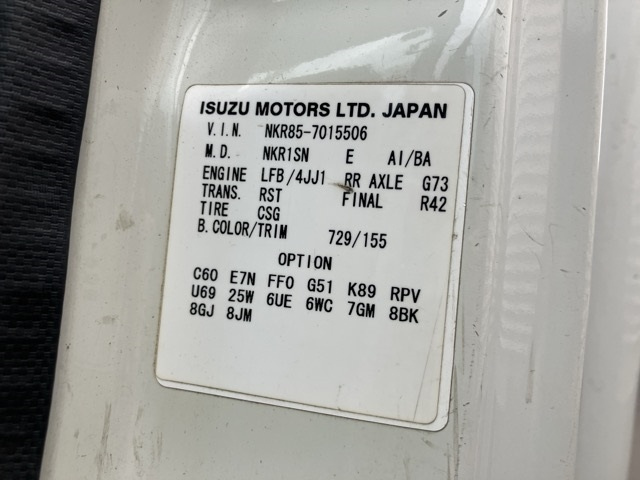 ISUZU MOTORS LTD. JAPAN
V.I.N. NKR85-7015506
M.D. NKR1SN E AI/BA
ENGINE LFB/4JJ1 RR AXLE G73
TRANS. RST FINAL R42
TIRE CSG
B.COLOR/TRIM 729/155
OPTION
C60 E7N FF0 G51 K89 RPV
U69 25W 6UE 6WC 7GM 8BK
8GJ 8JM